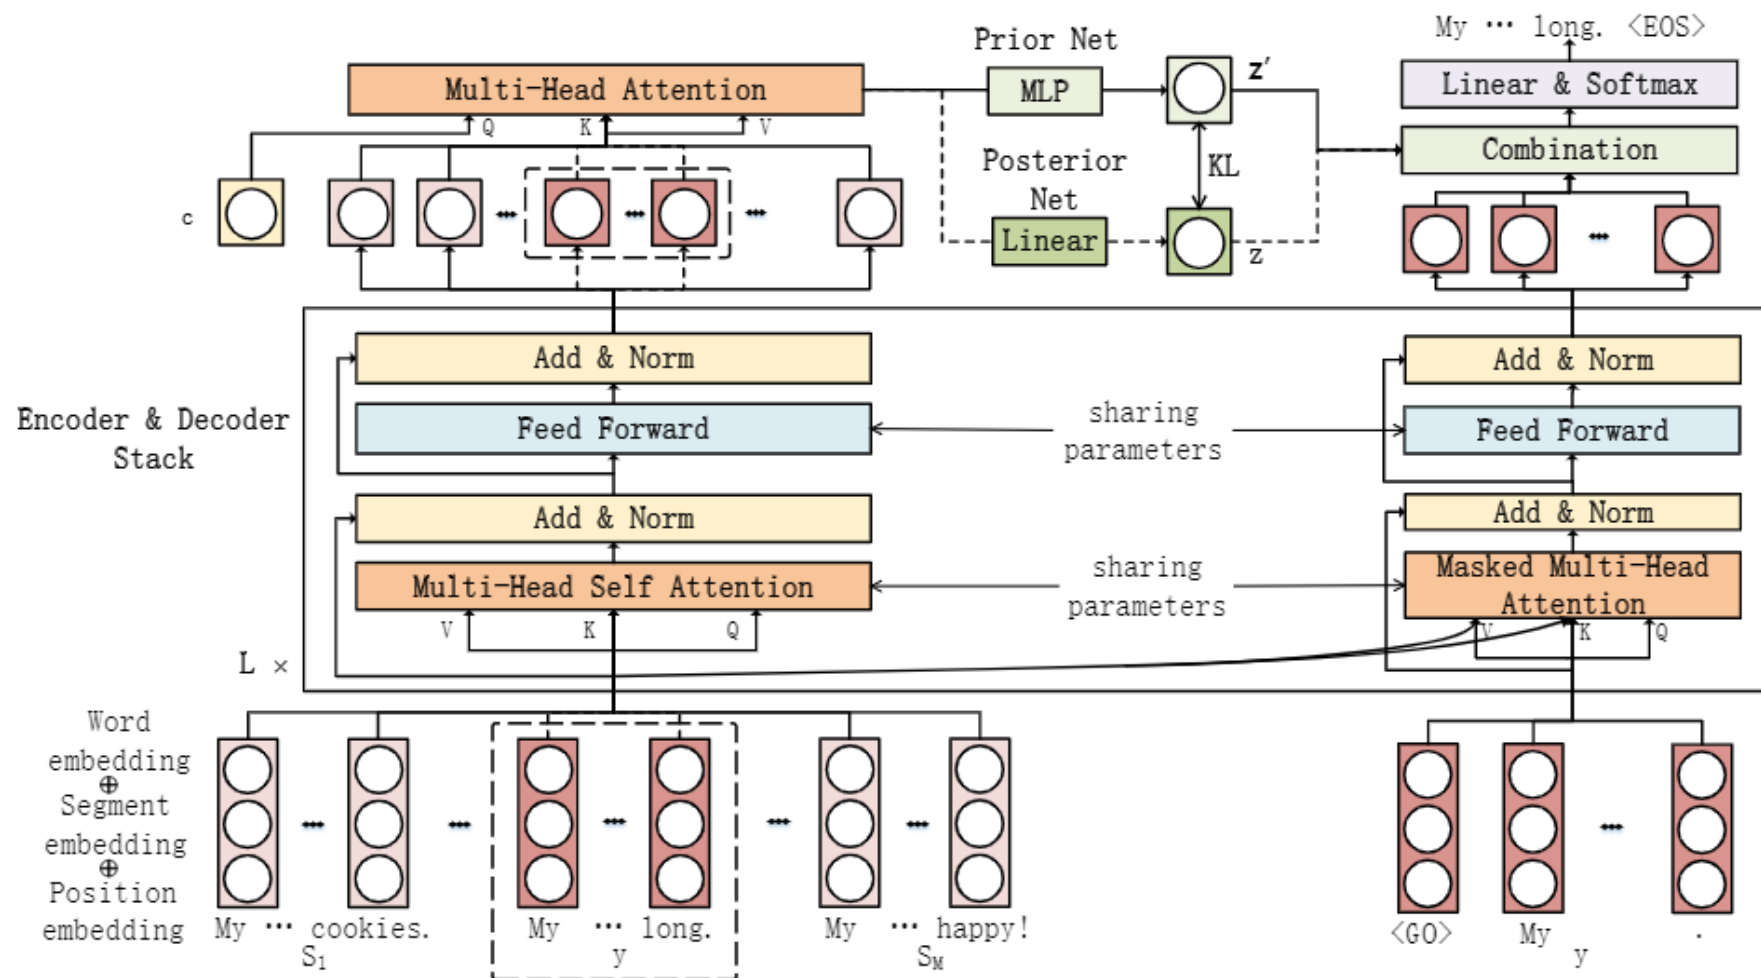 My ⋯ long. <EOS>
Prior Net
z′
Multi-Head Attention
MLP
Linear & Softmax
Q
K
V
Posterior
Net
KL
Combination
c
Linear
z
Add & Norm
Add & Norm
Encoder & Decoder
Stack
Feed Forward
sharing
parameters
Feed Forward
Add & Norm
Add & Norm
Multi-Head Self Attention
sharing
parameters
Masked Multi-Head
Attention
V
K
Q
V
K
Q
L ×
Word
embedding
⊕
Segment
embedding
⊕
Position
embedding
My ⋯ cookies.
S₁
My ⋯ long.
y
My ⋯ happy!
S_M
<GO>
My
.
y